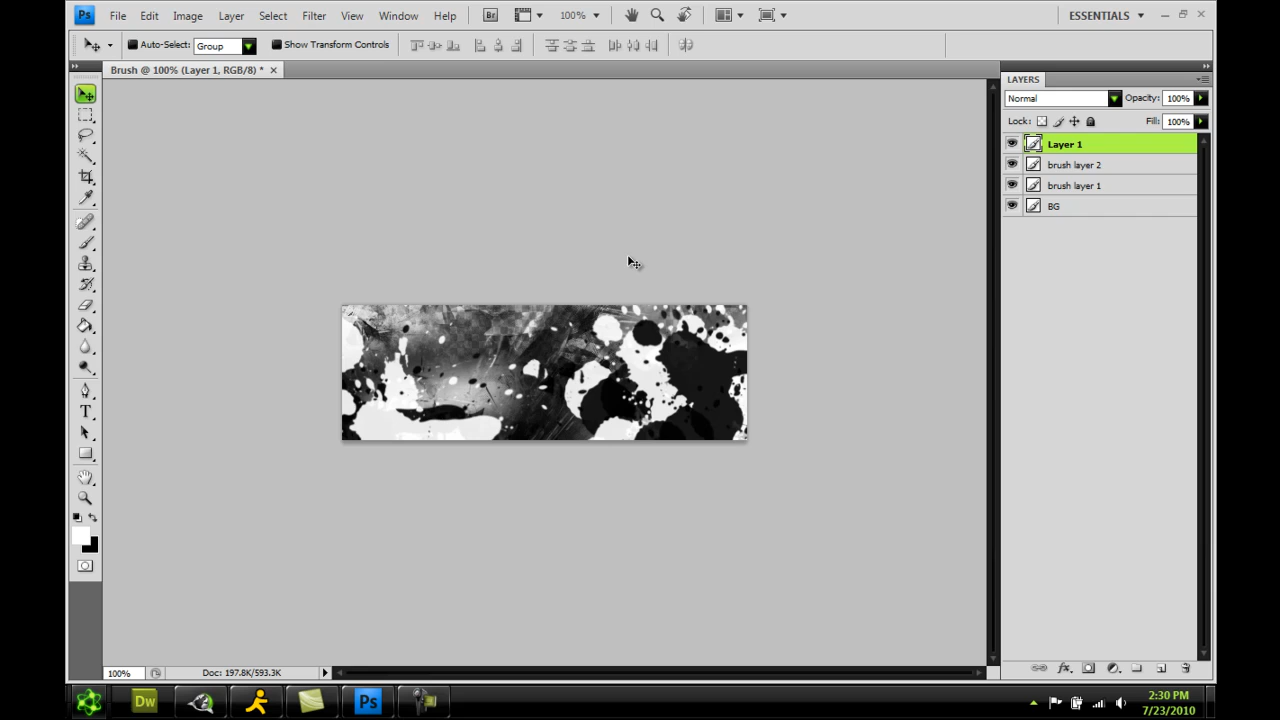 Ps File Edit Image Layer Select Filter View Window Help Br 100% ESSENTIALS
Auto-Select: Group Show Transform Controls
Brush @ 100% (Layer 1, RGB/8) *
LAYERS
Normal Opacity: 100%
Lock: Fill: 100%
Layer 1
brush layer 2
brush layer 1
BG
T
fx
100% Doc: 197.8K/593.3K
Dw Ps 2:30 PM
7/23/2010